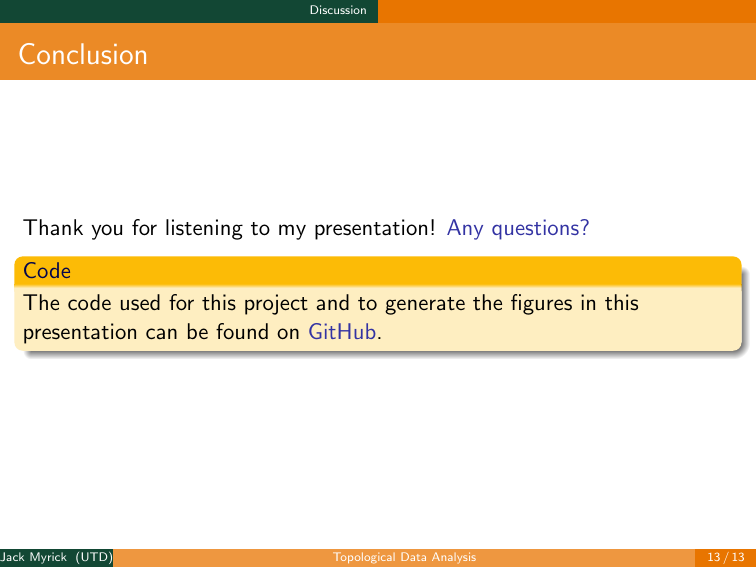 Discussion
Conclusion
Thank you for listening to my presentation! Any questions?
Code
The code used for this project and to generate the figures in this
presentation can be found on GitHub.
Jack Myrick (UTD)
Topological Data Analysis
13 / 13